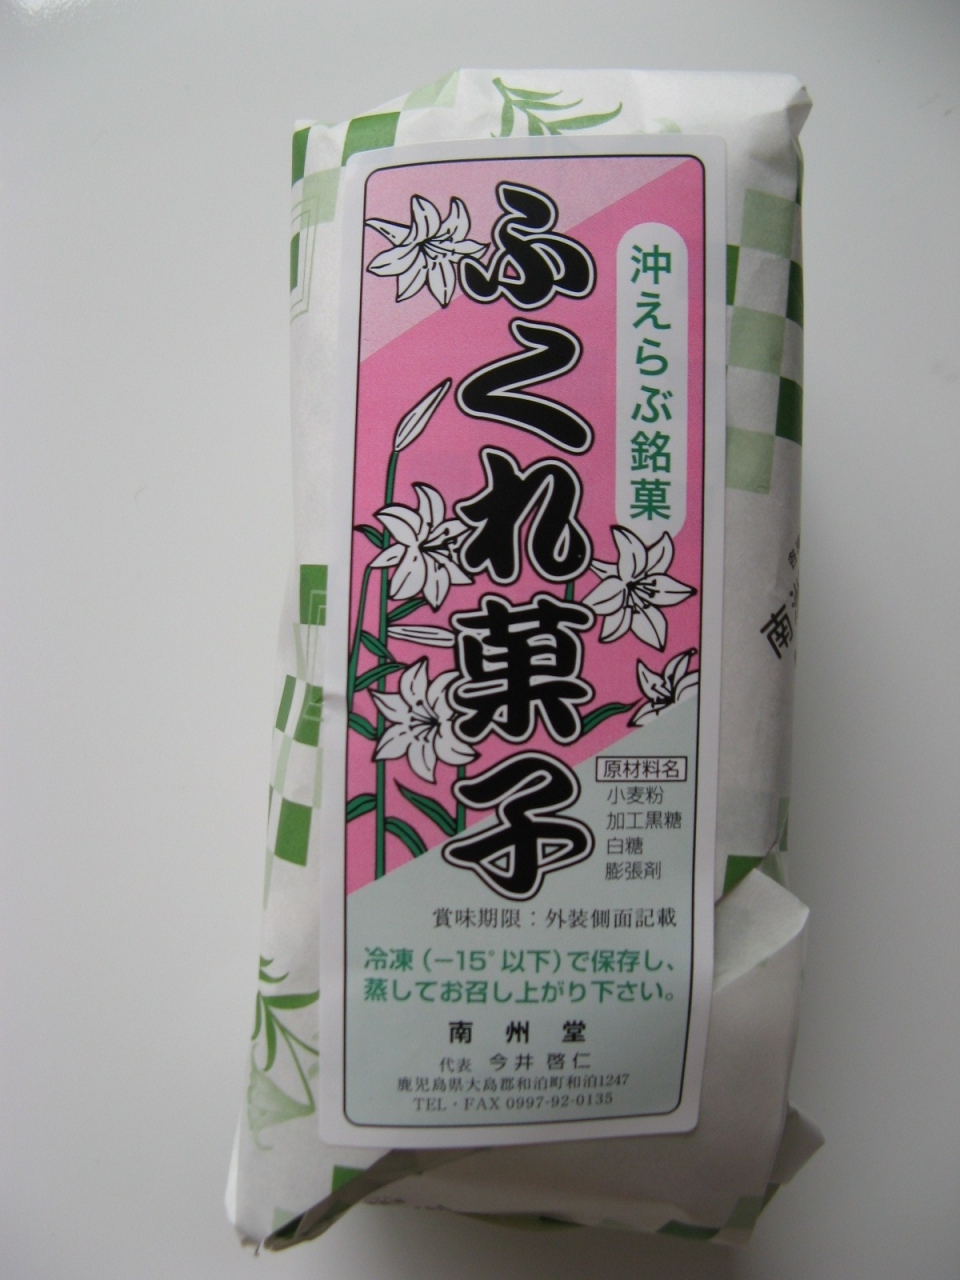 沖えらぶ銘菓
ふくれ菓子
原材料名
小麦粉
加工黒糖
白糖
膨張剤
賞味期限：外装側面記載
冷凍（－15°以下）で保存し、
蒸してお召し上がり下さい。
南州堂
代表 今井啓仁
鹿児島県大島郡和泊町和泊1247
TEL・FAX 0997-92-0135
南